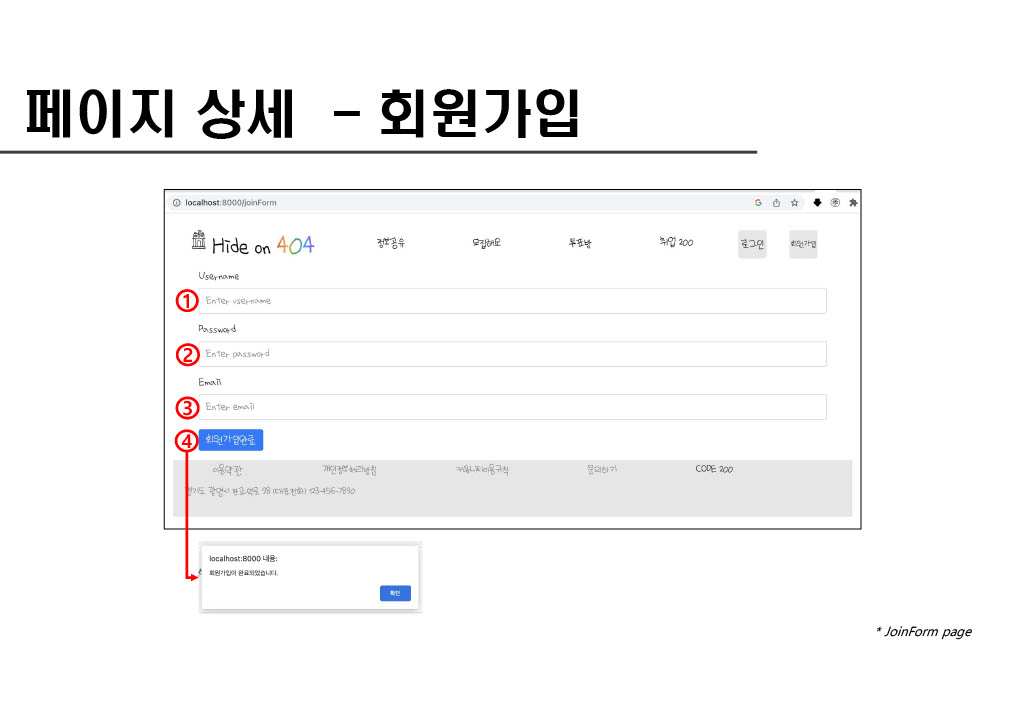 페이지 상세 - 회원가입
localhost:8000/joinForm
Hide on 404 정보공유 모집해요 투표방 취업 200 로그인 회원가입
Username
① Enter username
Password
② Enter password
Email
③ Enter email
④ 회원가입완료
이용약관 개인정보처리방침 커뮤니티이용규칙 문의하기 CODE 200
경기도 광명시 판교역로 98 (대표전화) 123-456-7890
localhost:8000 내용:
회원가입이 완료되었습니다.
확인
* JoinForm page